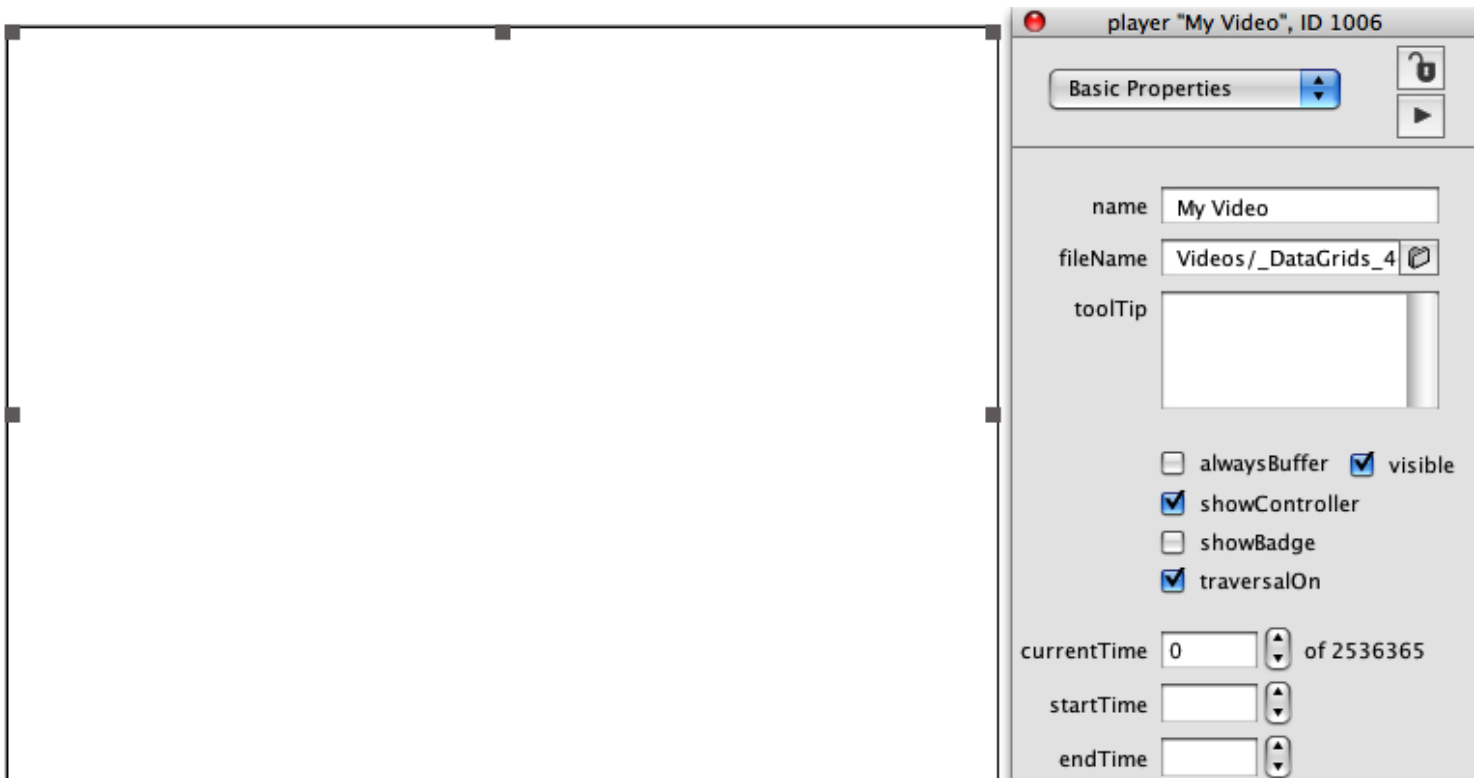 player "My Video", ID 1006
Basic Properties
name My Video
fileName Videos/_DataGrids_4
toolTip
alwaysBuffer visible
showController
showBadge
traversalOn
currentTime 0 of 2536365
startTime
endTime